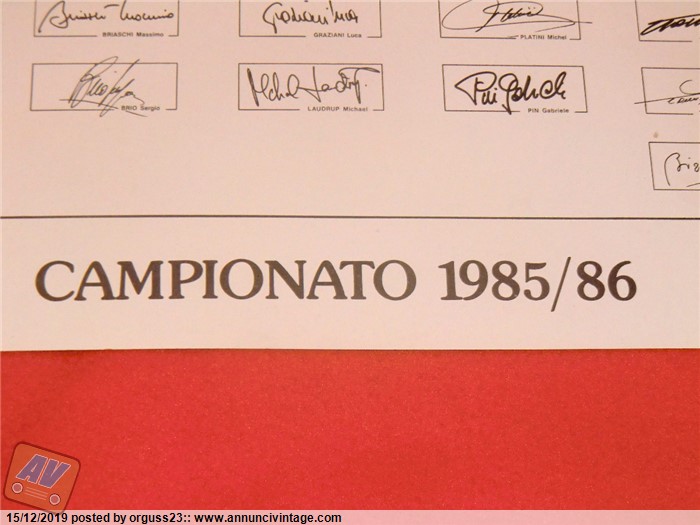 BRIASCHI Massimo
GRAZIANI Luca
PLATINI Michel
BRIO Sergio
LAUDRUP Michael
PIN Gabriele
CAMPIONATO 1985/86
AV
15/12/2019 posted by orguss23:: www.annuncivintage.com